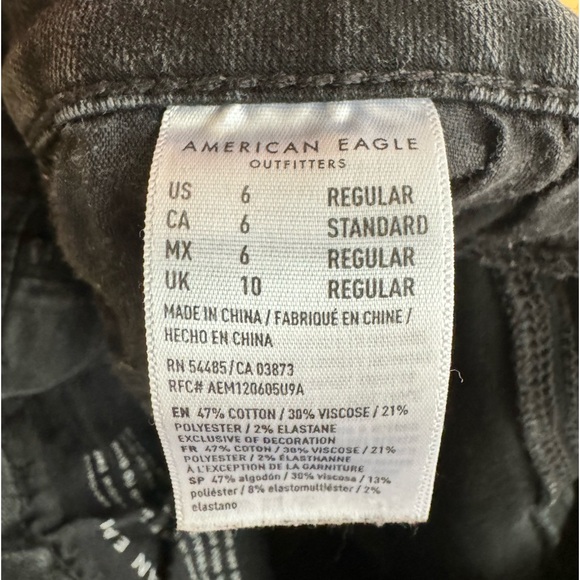 AMERICAN EAGLE
OUTFITTERS
US 6 REGULAR
CA 6 STANDARD
MX 6 REGULAR
UK 10 REGULAR
MADE IN CHINA / FABRIQUÉ EN CHINE /
HECHO EN CHINA
RN 54485/CA 03873
RFC# AEM120605U9A
EN 47% COTTON / 30% VISCOSE / 21%
POLYESTER / 2% ELASTANE
EXCLUSIVE OF DECORATION
FR 47% COTON / 30% VISCOSE / 21%
POLYESTER / 2% ÉLASTHANNE
À L'EXCEPTION DE LA GARNITURE
SP 47% algodón / 30% viscosa / 13%
poliéster / 8% elastomultiéster / 2%
elastano